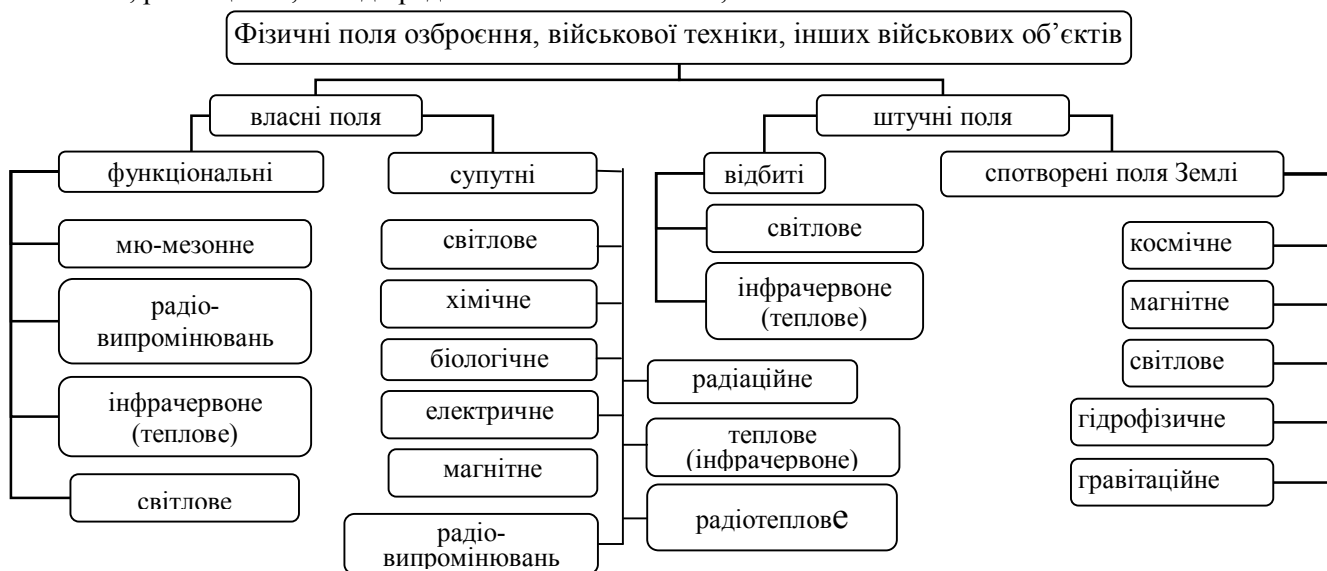 Фізичні поля озброєння, військової техніки, інших військових об’єктів
власні поля
штучні поля
функціональні
супутні
відбиті
спотворені поля Землі
мю-мезонне
радіо-
випромінювань
інфрачервоне
(теплове)
світлове
світлове
хімічне
біологічне
електричне
магнітне
радіо-
випромінювань
радіаційне
теплове
(інфрачервоне)
радіотеплове
світлове
інфрачервоне
(теплове)
космічне
магнітне
світлове
гідрофізичне
гравітаційне